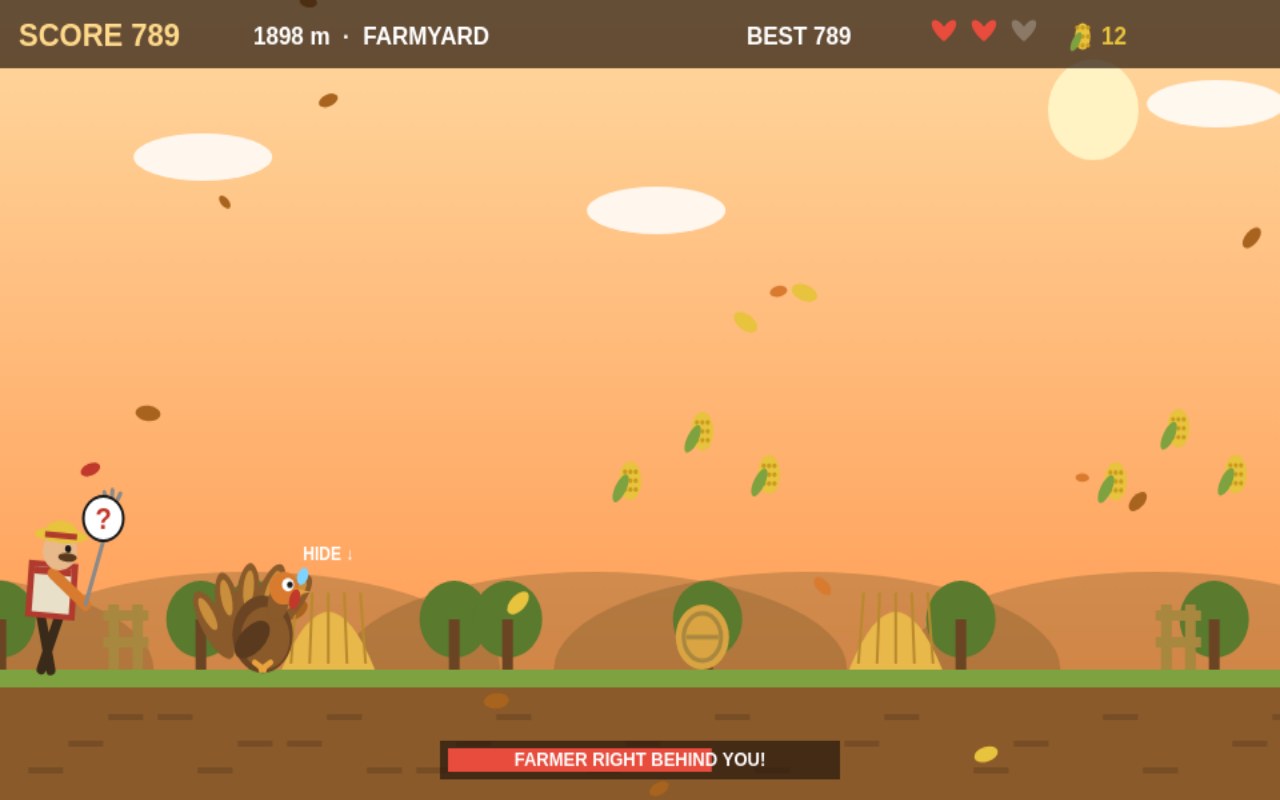 SCORE 789
1898 m · FARMYARD
BEST 789
12
?
HIDE ↓
FARMER RIGHT BEHIND YOU!